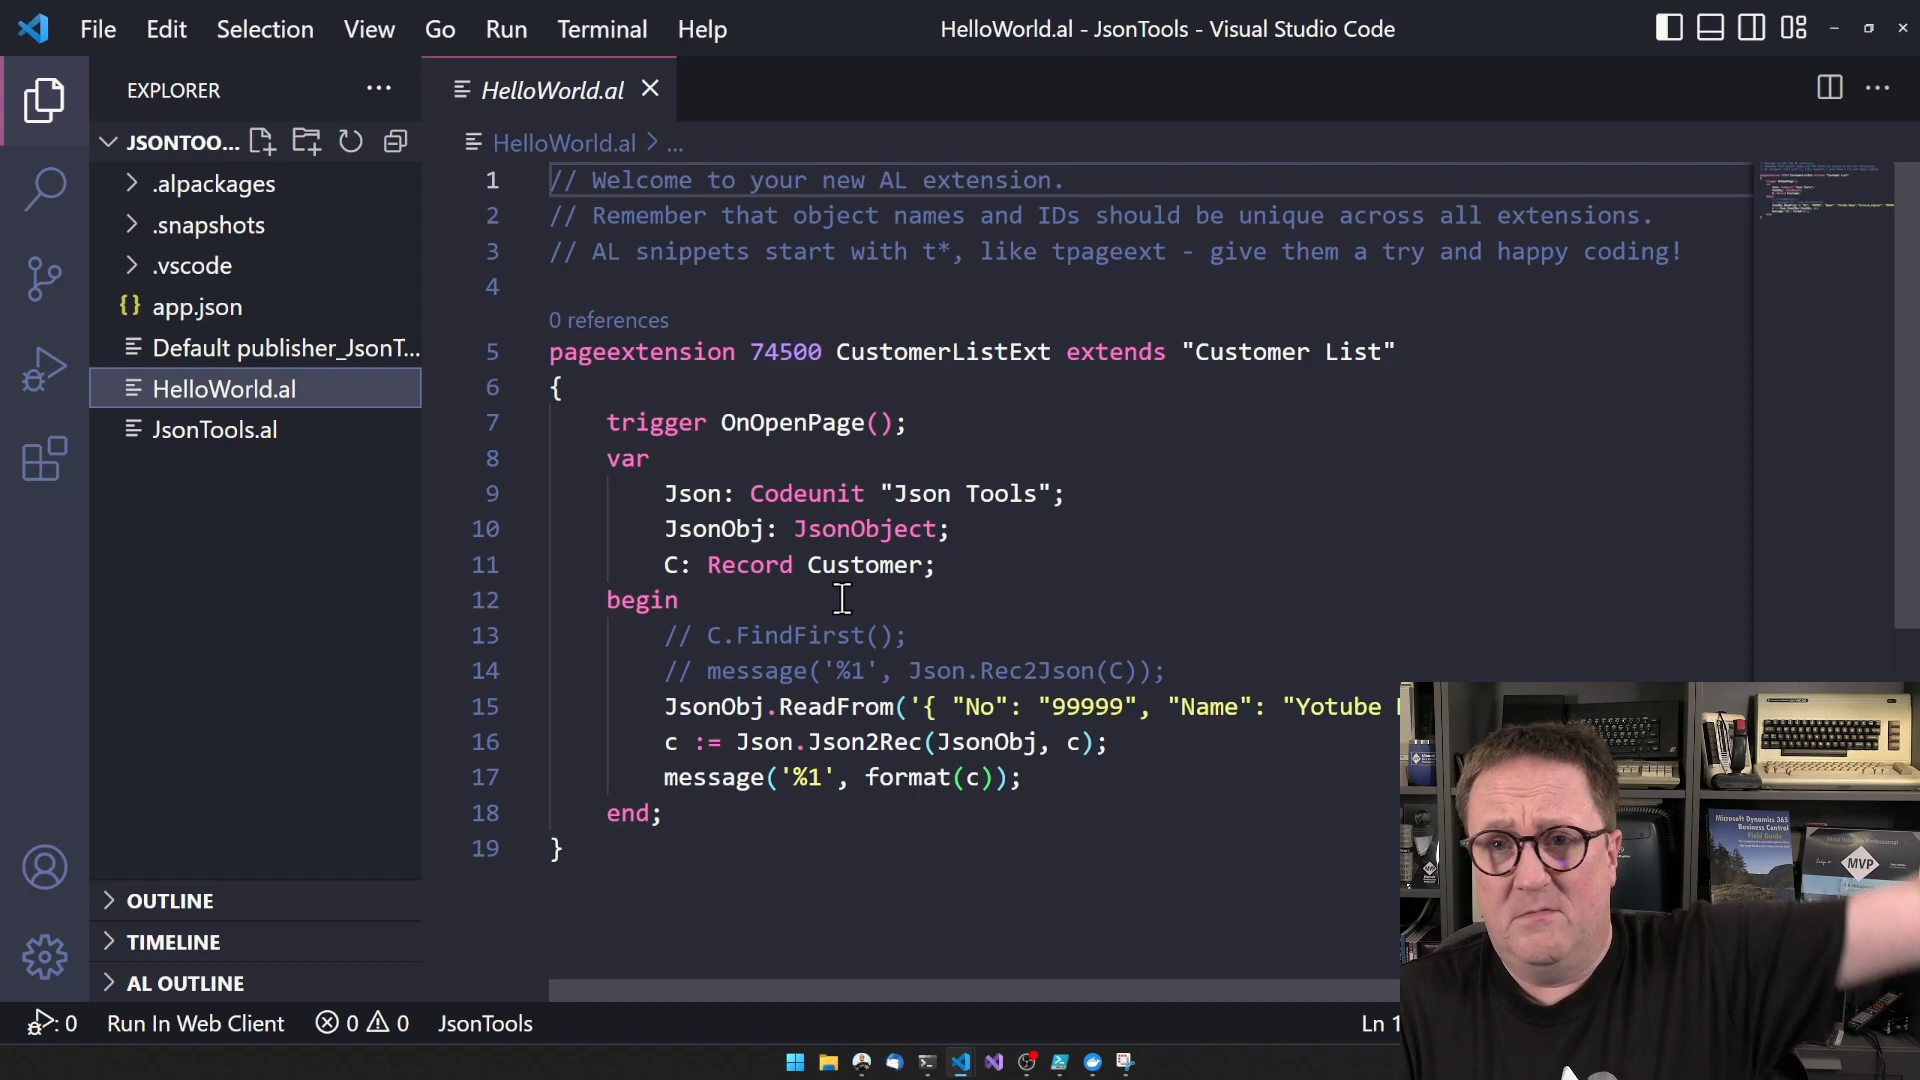 File Edit Selection View Go Run Terminal Help
HelloWorld.al - JsonTools - Visual Studio Code
EXPLORER
JSONTOO...
.alpackages
.snapshots
.vscode
{} app.json
Default publisher_JsonT...
HelloWorld.al
JsonTools.al
OUTLINE
TIMELINE
AL OUTLINE
HelloWorld.al
HelloWorld.al > ...
1 // Welcome to your new AL extension.
2 // Remember that object names and IDs should be unique across all extensions.
3 // AL snippets start with t*, like tpageext - give them a try and happy coding!
4
0 references
5 pageextension 74500 CustomerListExt extends "Customer List"
6 {
7 trigger OnOpenPage();
8 var
9 Json: Codeunit "Json Tools";
10 JsonObj: JsonObject;
11 C: Record Customer;
12 begin
13 // C.FindFirst();
14 // message('%1', Json.Rec2Json(C));
15 JsonObj.ReadFrom('{ "No": "99999", "Name": "Yotube
16 c := Json.Json2Rec(JsonObj, c);
17 message('%1', format(c));
18 end;
19 }
Microsoft Dynamics 365
Business Central
Field Guide
MVP
0 Run In Web Client 0 0 JsonTools
Ln 1